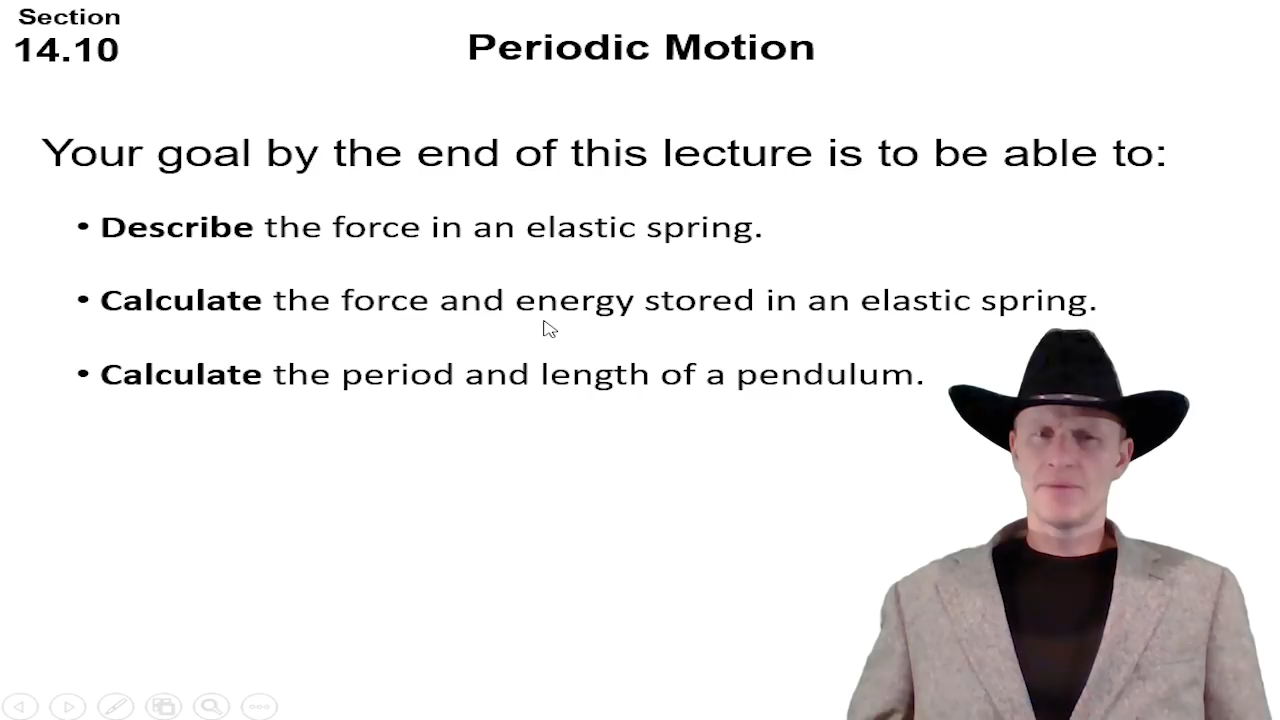 Section
14.10
Periodic Motion
Your goal by the end of this lecture is to be able to:
• Describe the force in an elastic spring.
• Calculate the force and energy stored in an elastic spring.
• Calculate the period and length of a pendulum.